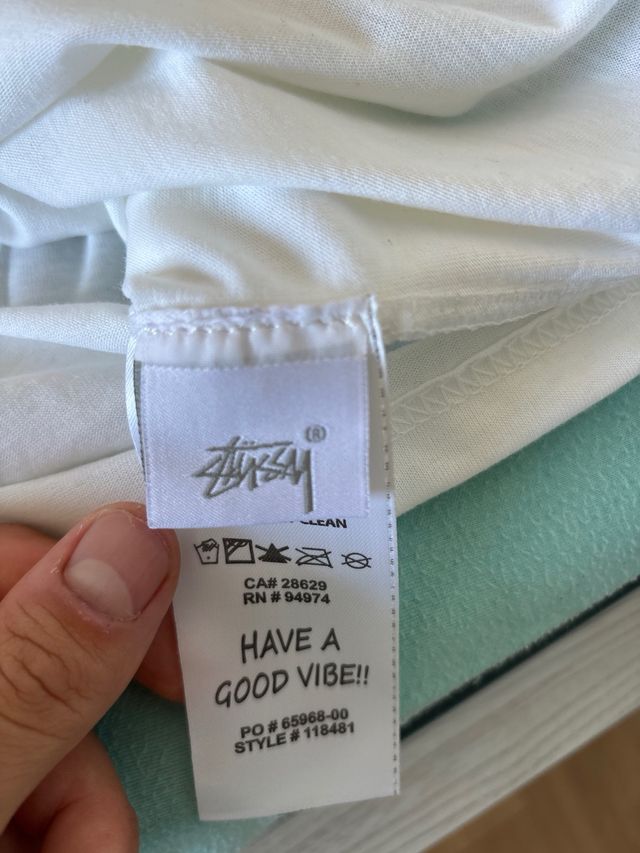 Stüssy®
CLEAN
CA# 28629
RN # 94974
HAVE A
GOOD VIBE!!
PO # 65968-00
STYLE # 118481